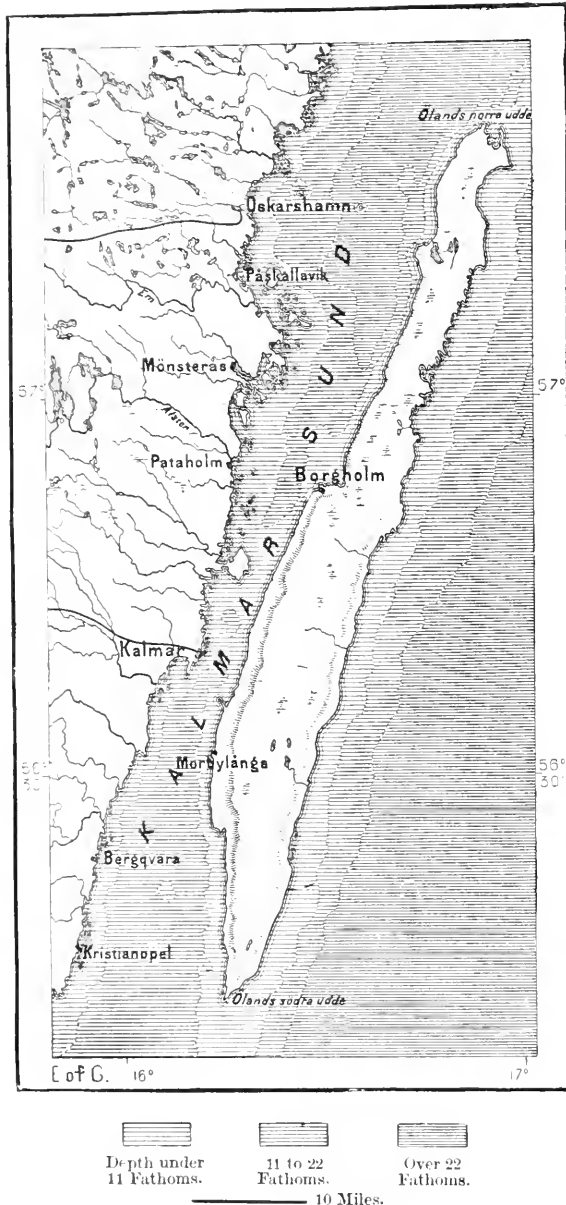 Ölands norra udde
Oskarshamn
Påskallavik
Em
Mönsterås
57°
57°
Alster
Pataholm
Borgholm
KALMAR SUND
Kalmar
Morbylånga
56°
30'
56°
30'
Bergqvara
Kristianopel
Ölands södra udde
E of G. 16°
17°
Depth under
11 Fathoms.
11 to 22
Fathoms.
Over 22
Fathoms.
10 Miles.